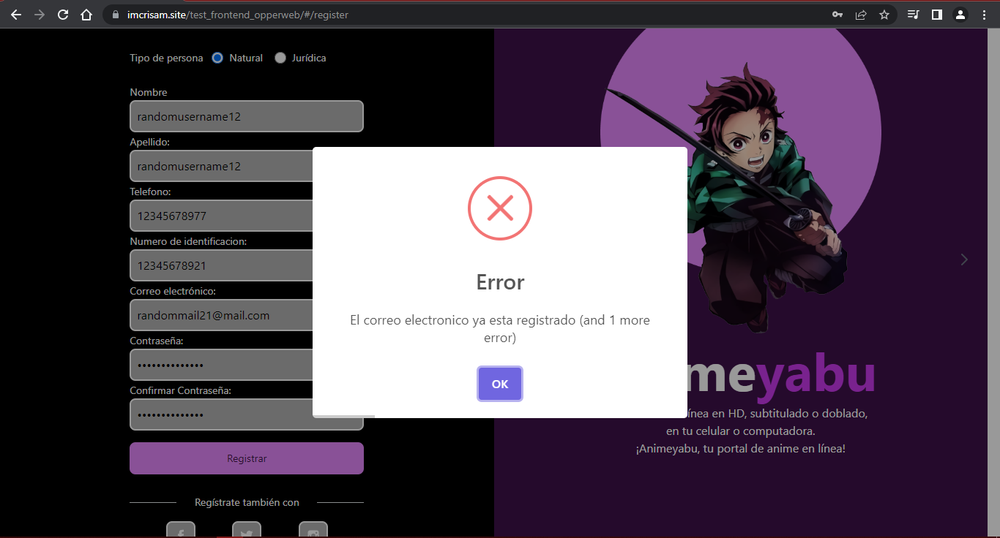 imcrisam.site/test_frontend_opperweb/#/register
Tipo de persona Natural Jurídica
Nombre
randomusername12
Apellido:
randomusername12
Telefono:
12345678977
Numero de identificacion:
12345678921
Correo electrónico:
randommail21@mail.com
Contraseña:
••••••••••••••
Confirmar Contraseña:
••••••••••••••
Registrar
Regístrate también con
Error
El correo electronico ya esta registrado (and 1 more
error)
OK
meyabu
línea en HD, subtitulado o doblado,
en tu celular o computadora.
¡Animeyabu, tu portal de anime en línea!